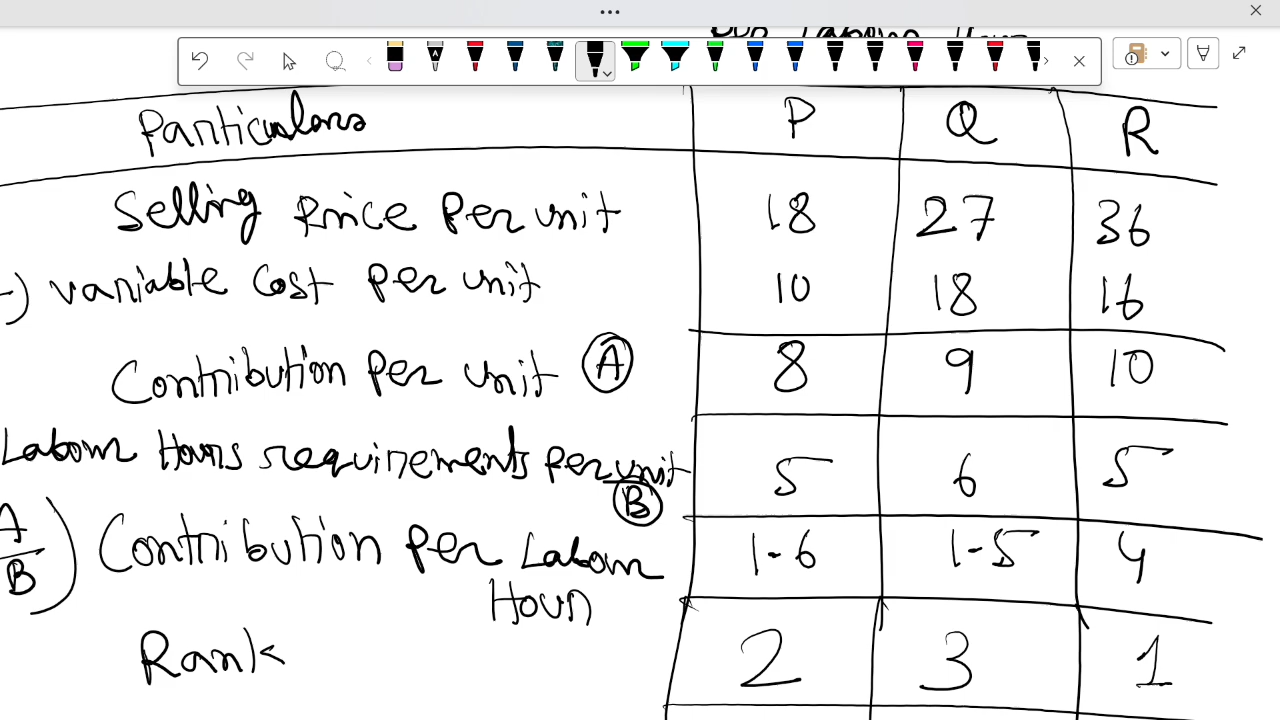 Particulars P Q R
Selling Price Per unit 18 27 36
-) variable cost per unit 10 18 16
Contribution Per unit A 8 9 10
Labour Hours requirements per unit B 5 6 5
A/B) Contribution per Labour Hour 1-6 1-5 4
Rank 2 3 1